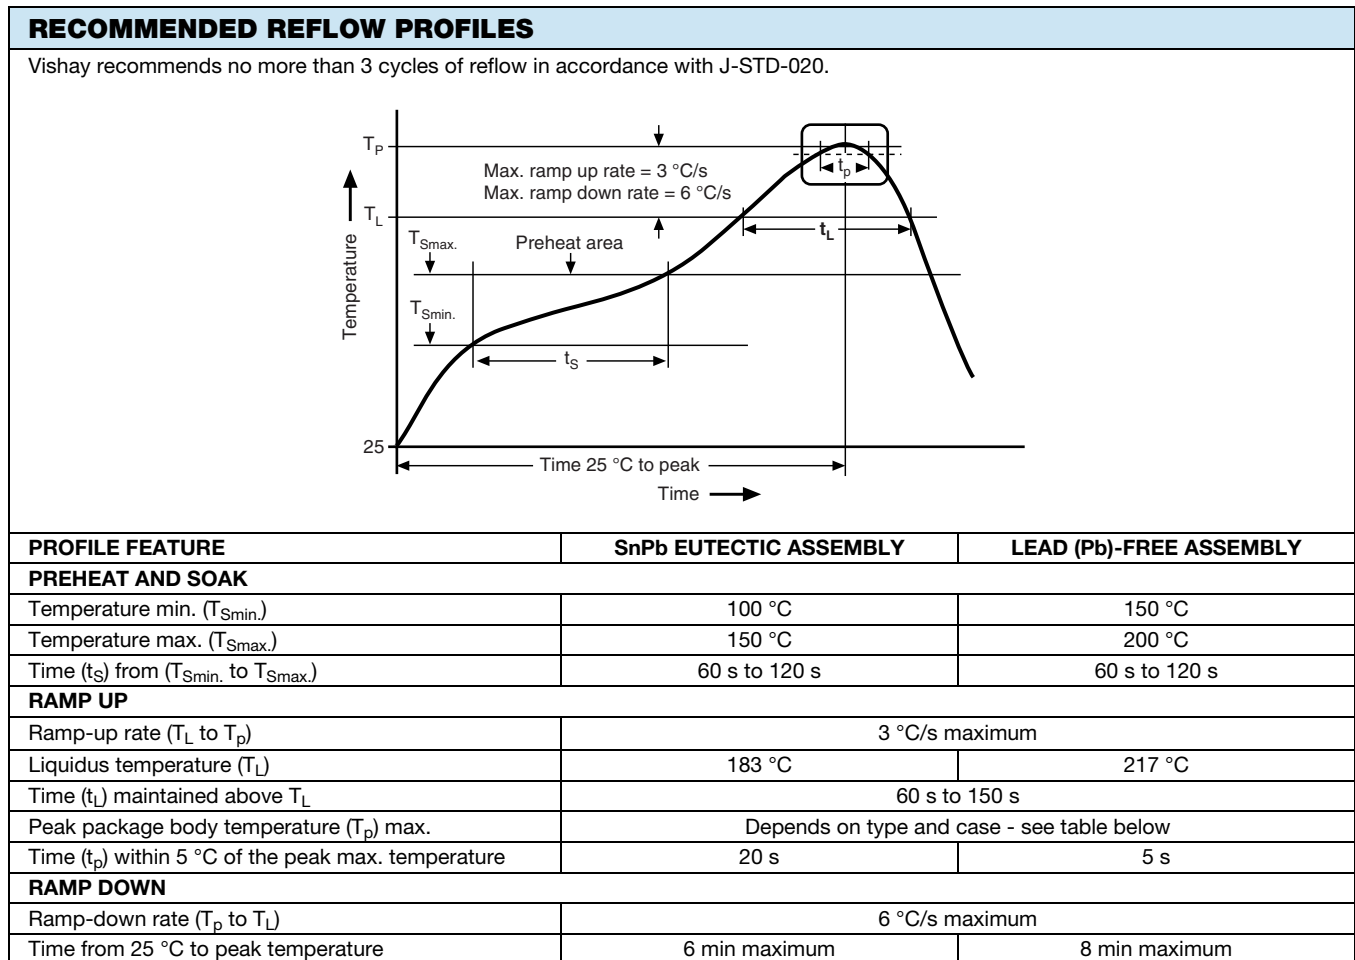 RECOMMENDED REFLOW PROFILES
Vishay recommends no more than 3 cycles of reflow in accordance with J-STD-020.
TP
Max. ramp up rate = 3 °C/s
Max. ramp down rate = 6 °C/s
tp
TL
tL
TSmax.
Preheat area
TSmin.
tS
Temperature
25
Time 25 °C to peak
Time
PROFILE FEATURE SnPb EUTECTIC ASSEMBLY LEAD (Pb)-FREE ASSEMBLY
PREHEAT AND SOAK
Temperature min. (TSmin.) 100 °C 150 °C
Temperature max. (TSmax.) 150 °C 200 °C
Time (tS) from (TSmin. to TSmax.) 60 s to 120 s 60 s to 120 s
RAMP UP
Ramp-up rate (TL to Tp) 3 °C/s maximum
Liquidus temperature (TL) 183 °C 217 °C
Time (tL) maintained above TL 60 s to 150 s
Peak package body temperature (Tp) max. Depends on type and case - see table below
Time (tp) within 5 °C of the peak max. temperature 20 s 5 s
RAMP DOWN
Ramp-down rate (Tp to TL) 6 °C/s maximum
Time from 25 °C to peak temperature 6 min maximum 8 min maximum